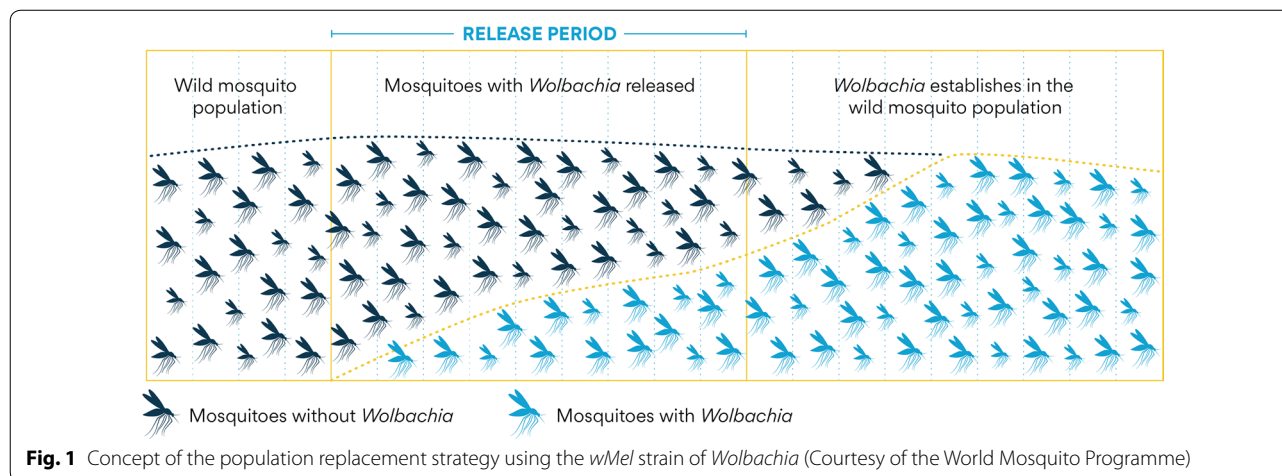 RELEASE PERIOD
Wild mosquito
population
Mosquitoes with Wolbachia released
Wolbachia establishes in the
wild mosquito population
Mosquitoes without Wolbachia
Mosquitoes with Wolbachia
Fig. 1 Concept of the population replacement strategy using the wMel strain of Wolbachia (Courtesy of the World Mosquito Programme)